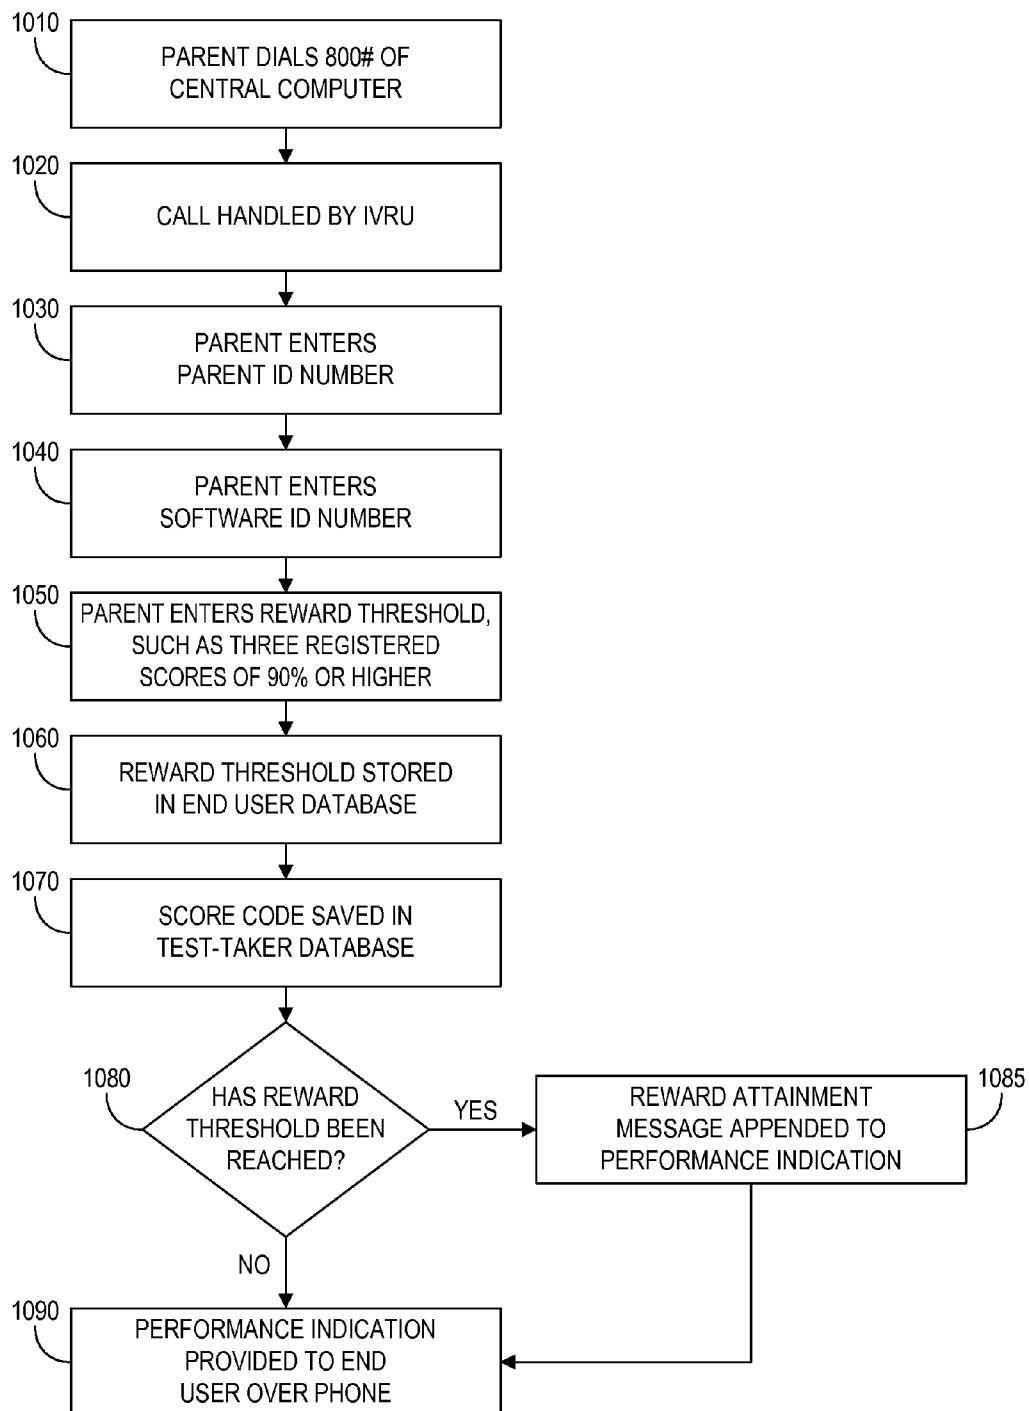 1010
PARENT DIALS 800# OF
CENTRAL COMPUTER
1020
CALL HANDLED BY IVRU
1030
PARENT ENTERS
PARENT ID NUMBER
1040
PARENT ENTERS
SOFTWARE ID NUMBER
1050
PARENT ENTERS REWARD THRESHOLD,
SUCH AS THREE REGISTERED
SCORES OF 90% OR HIGHER
1060
REWARD THRESHOLD STORED
IN END USER DATABASE
1070
SCORE CODE SAVED IN
TEST-TAKER DATABASE
1080
HAS REWARD
THRESHOLD BEEN
REACHED?
YES
REWARD ATTAINMENT
MESSAGE APPENDED TO
PERFORMANCE INDICATION
1085
NO
1090
PERFORMANCE INDICATION
PROVIDED TO END
USER OVER PHONE